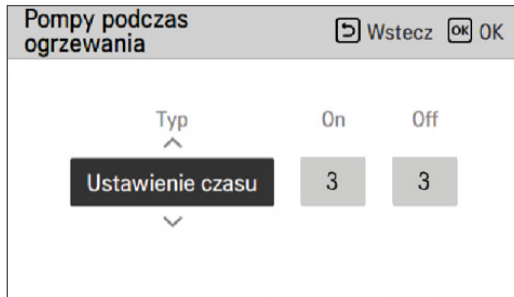 Pompy podczas
ogrzewania
Wstecz OK OK
Typ On Off
Ustawienie czasu 3 3